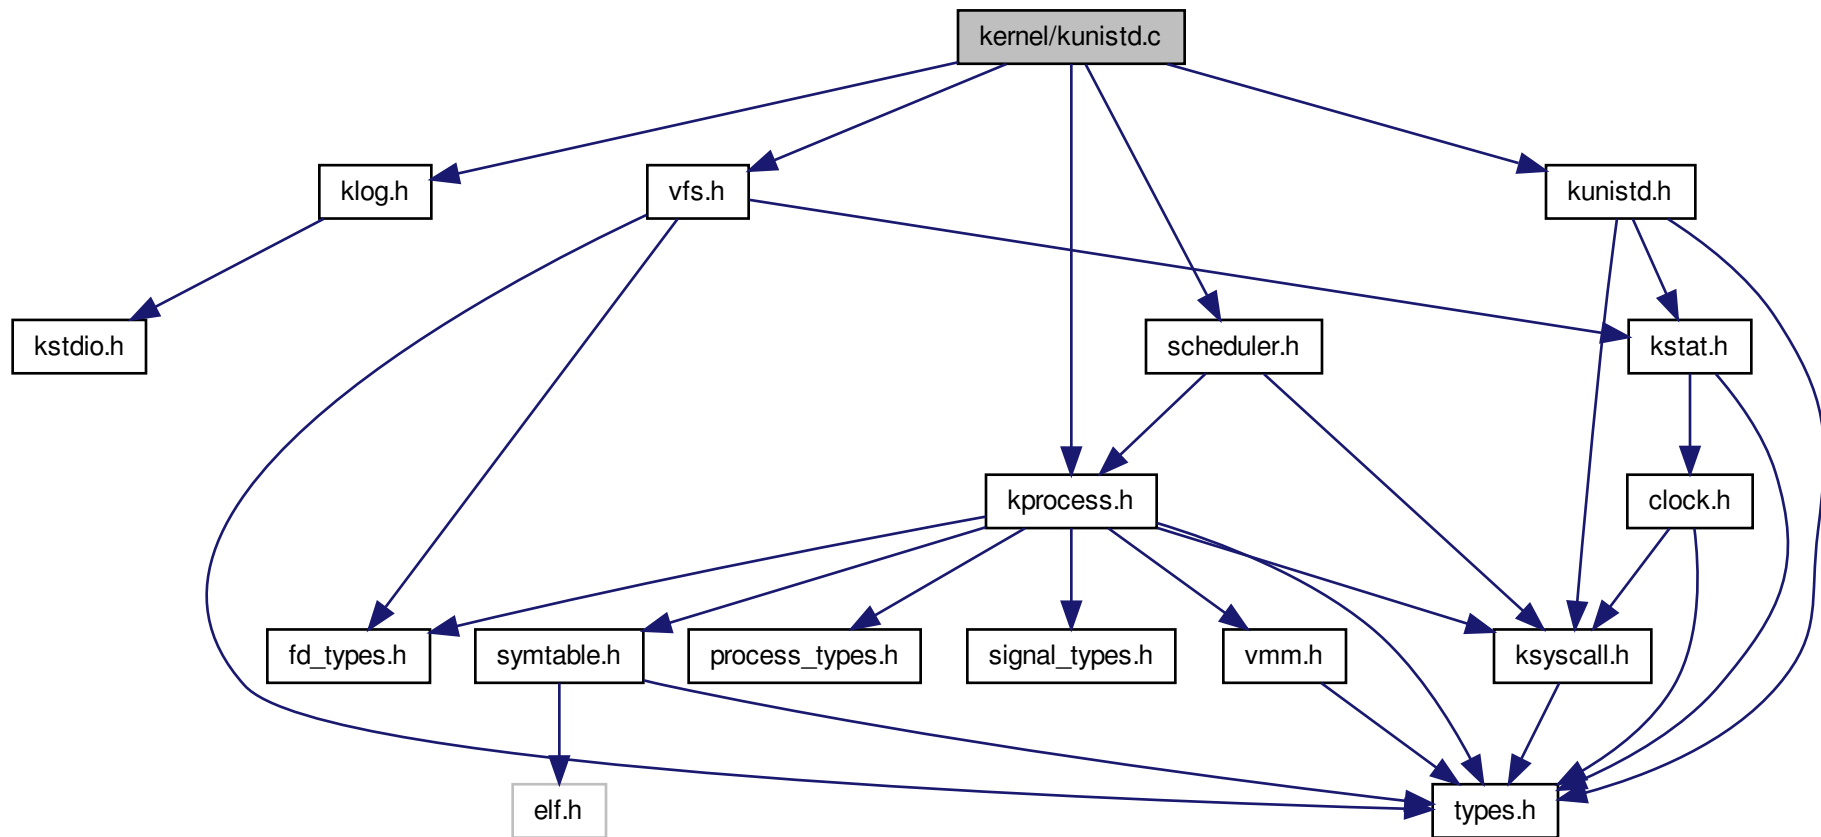 kernel/kunistd.c
klog.h
vfs.h
kunistd.h
kstdio.h
scheduler.h
kstat.h
kprocess.h
clock.h
fd_types.h
symtable.h
process_types.h
signal_types.h
vmm.h
ksyscall.h
elf.h
types.h